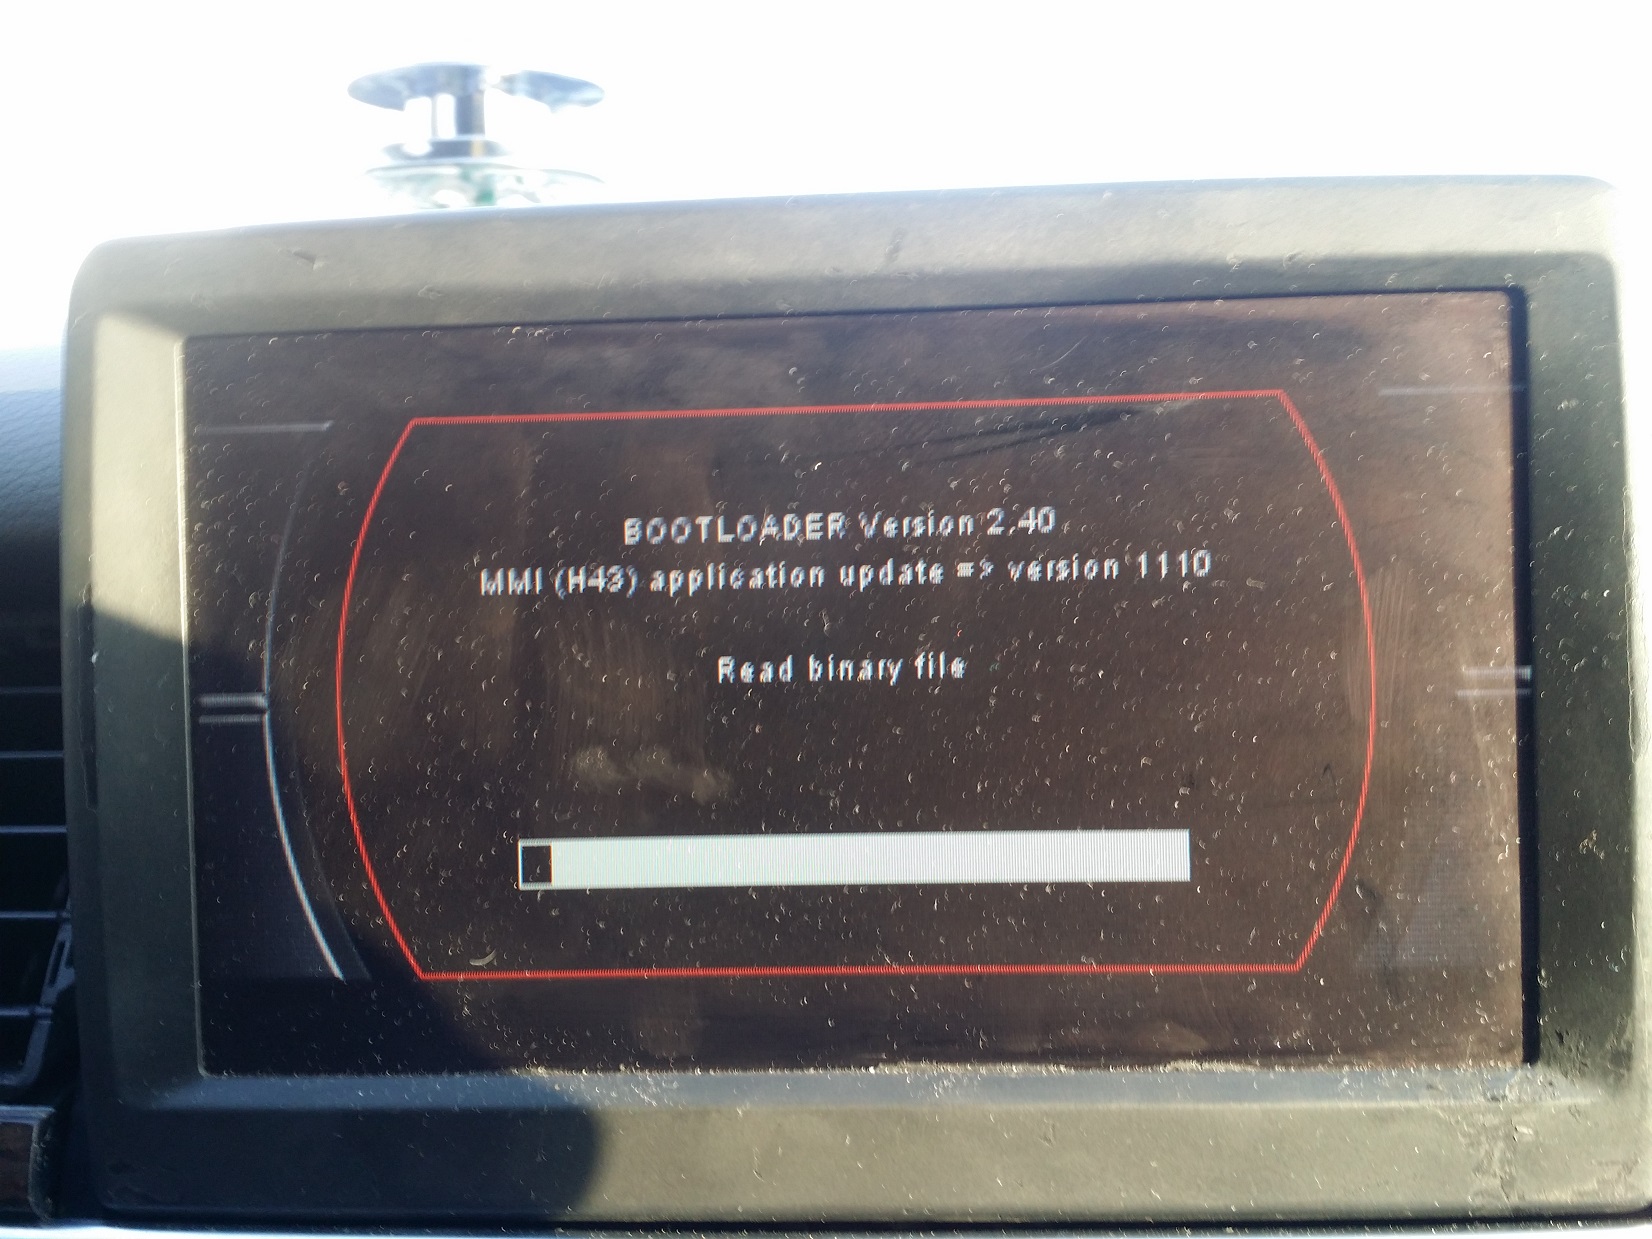 BOOTLOADER Version 2.40
MMI (H43) application update => version 1110
Read binary file